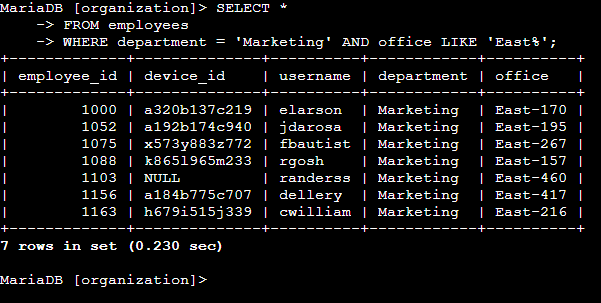 MariaDB [organization]> SELECT *
    -> FROM employees
    -> WHERE department = 'Marketing' AND office LIKE 'East%';
+-------------+--------------+----------+------------+----------+
| employee_id | device_id    | username | department | office   |
+-------------+--------------+----------+------------+----------+
|        1000 | a320b137c219 | elarson  | Marketing  | East-170 |
|        1052 | a192b174c940 | jdarosa  | Marketing  | East-195 |
|        1075 | x573y883z772 | fbautist | Marketing  | East-267 |
|        1088 | k865l965m233 | rgosh    | Marketing  | East-157 |
|        1103 | NULL         | randerss | Marketing  | East-460 |
|        1156 | a184b775c707 | dellery  | Marketing  | East-417 |
|        1163 | h679i515j339 | cwilliam | Marketing  | East-216 |
+-------------+--------------+----------+------------+----------+
7 rows in set (0.230 sec)
MariaDB [organization]>